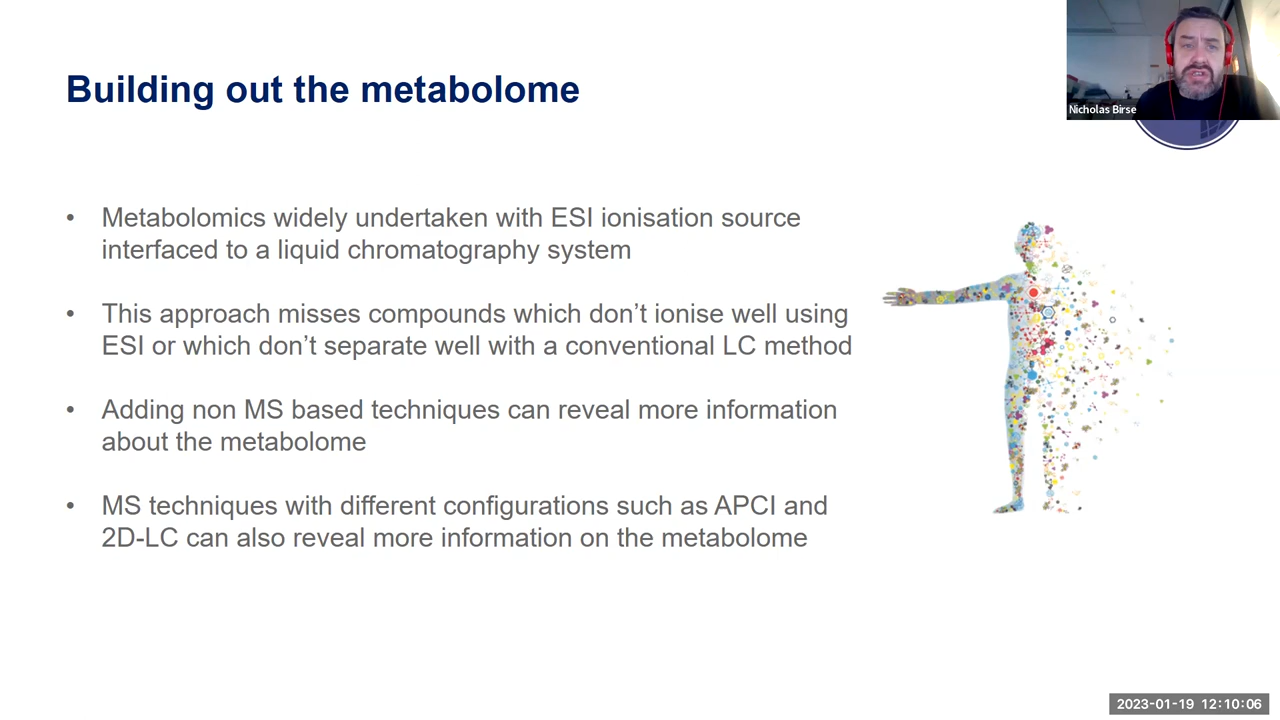 Building out the metabolome
Nicholas Birse
• Metabolomics widely undertaken with ESI ionisation source
interfaced to a liquid chromatography system
• This approach misses compounds which don’t ionise well using
ESI or which don’t separate well with a conventional LC method
• Adding non MS based techniques can reveal more information
about the metabolome
• MS techniques with different configurations such as APCI and
2D-LC can also reveal more information on the metabolome
2023-01-19 12:10:06